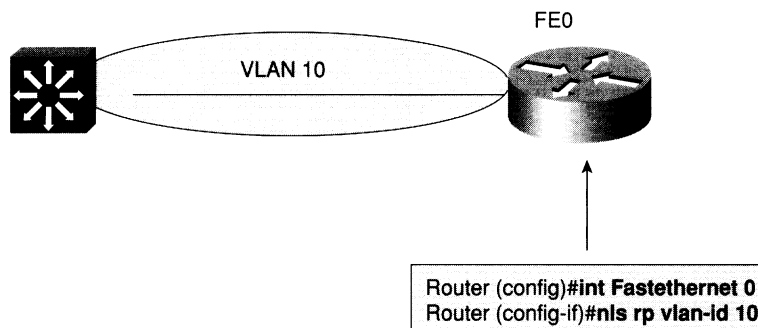 FE0
VLAN 10
Router (config)#int Fastethernet 0
Router (config-if)#nls rp vlan-id 10